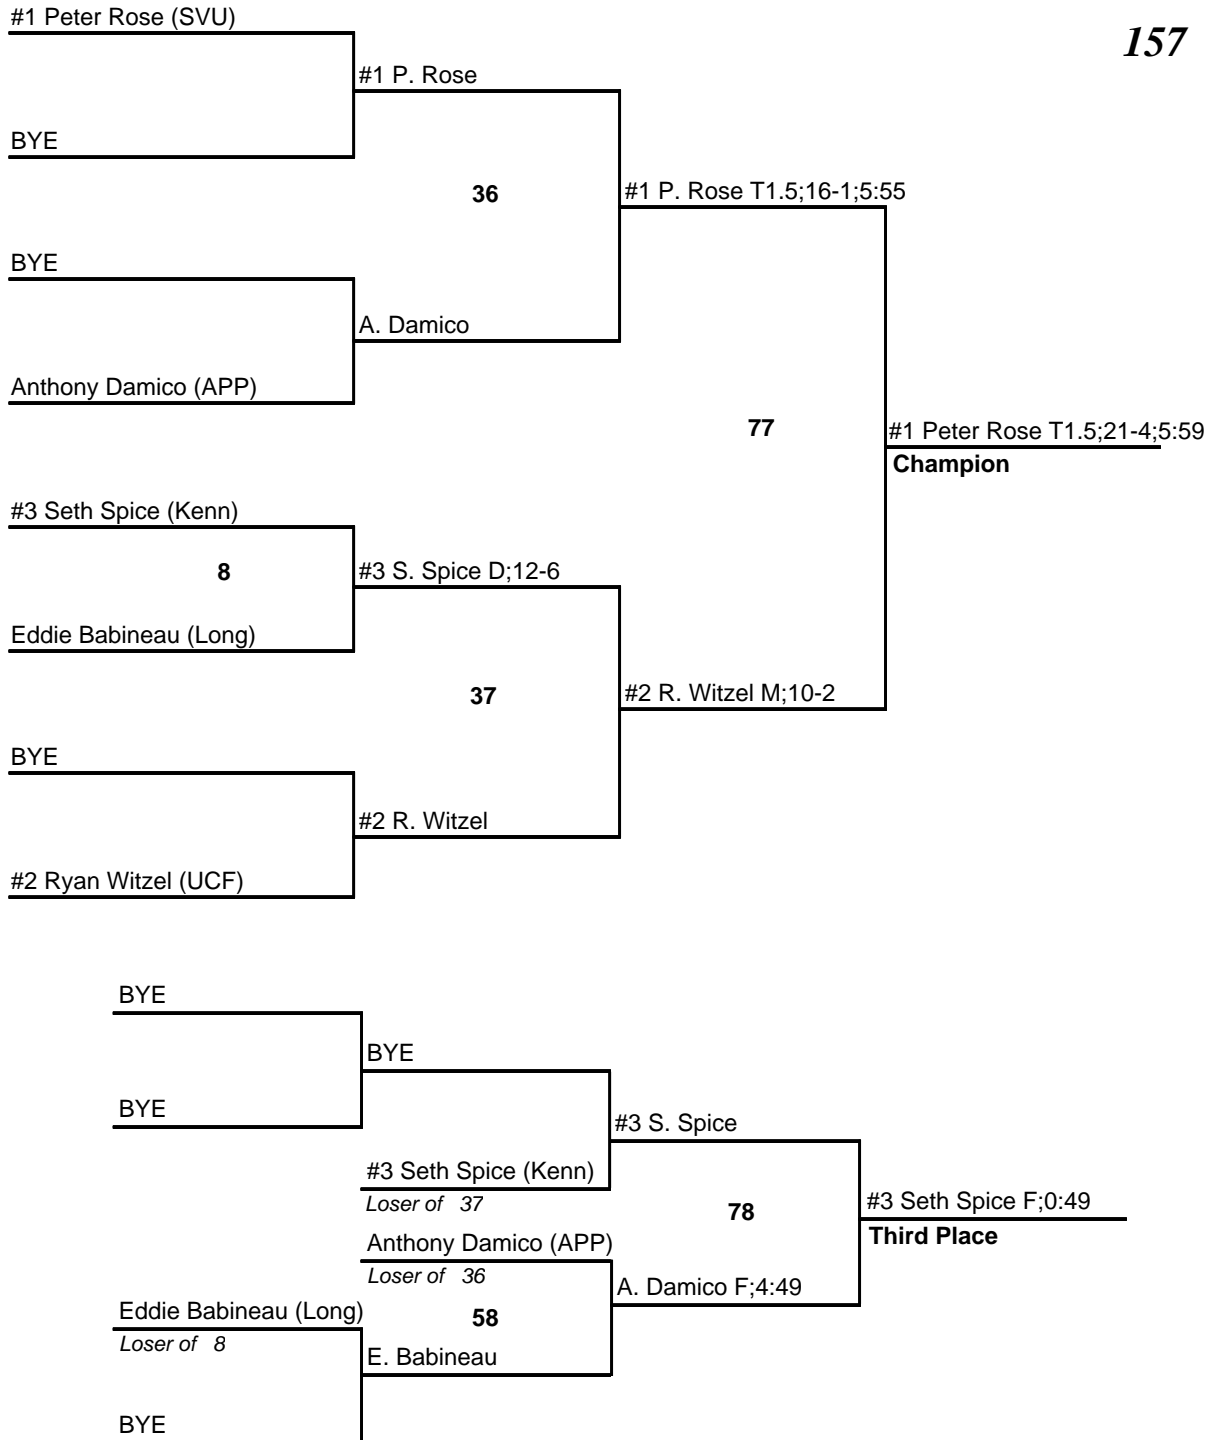 #1 Peter Rose (SVU)
157
#1 P. Rose
BYE
36
#1 P. Rose T1.5;16-1;5:55
BYE
A. Damico
Anthony Damico (APP)
77
#1 Peter Rose T1.5;21-4;5:59
Champion
#3 Seth Spice (Kenn)
8
#3 S. Spice D;12-6
Eddie Babineau (Long)
37
#2 R. Witzel M;10-2
BYE
#2 R. Witzel
#2 Ryan Witzel (UCF)
BYE
BYE
BYE
#3 S. Spice
#3 Seth Spice (Kenn)
Loser of 37
78
#3 Seth Spice F;0:49
Third Place
Anthony Damico (APP)
Loser of 36
A. Damico F;4:49
Eddie Babineau (Long)
58
Loser of 8
E. Babineau
BYE